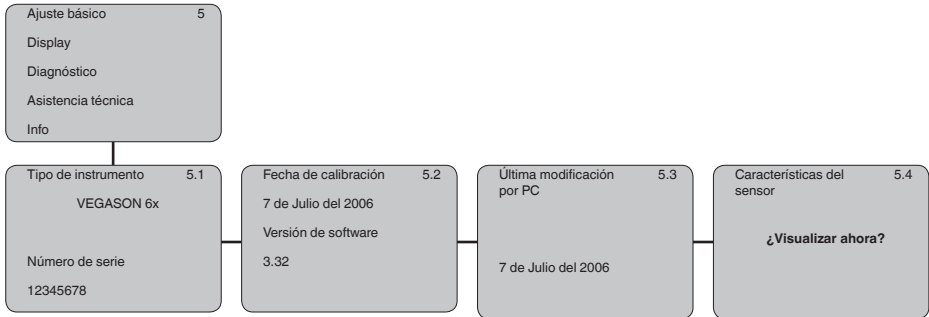 Ajuste básico 5
Display
Diagnóstico
Asistencia técnica
Info
Tipo de instrumento 5.1
VEGASON 6x
Número de serie
12345678
Fecha de calibración 5.2
7 de Julio del 2006
Versión de software
3.32
Última modificación 5.3
por PC
7 de Julio del 2006
Características del 5.4
sensor
¿Visualizar ahora?